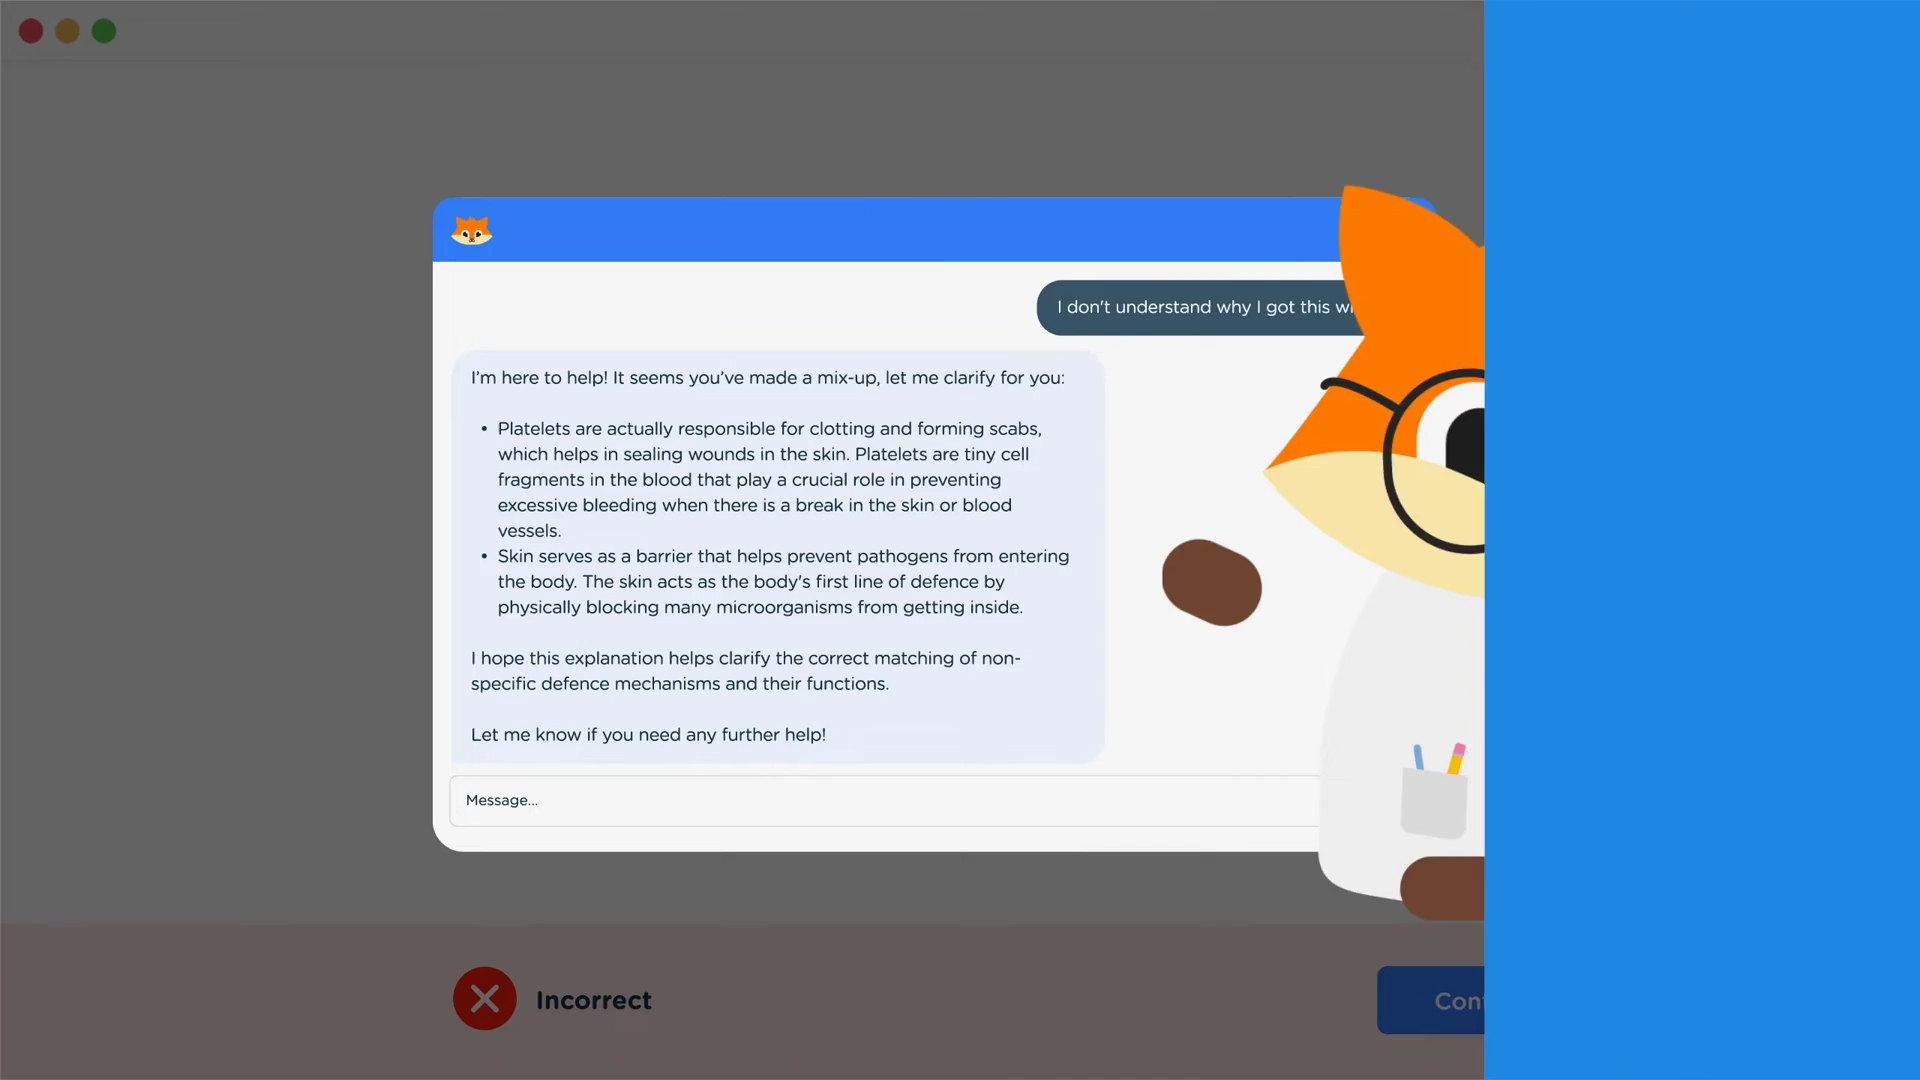 I don't understand why I got this
I’m here to help! It seems you’ve made a mix-up, let me clarify for you:
• Platelets are actually responsible for clotting and forming scabs,
which helps in sealing wounds in the skin. Platelets are tiny cell
fragments in the blood that play a crucial role in preventing
excessive bleeding when there is a break in the skin or blood
vessels.
• Skin serves as a barrier that helps prevent pathogens from entering
the body. The skin acts as the body's first line of defence by
physically blocking many microorganisms from getting inside.
I hope this explanation helps clarify the correct matching of non-
specific defence mechanisms and their functions.
Let me know if you need any further help!
Message...
Incorrect